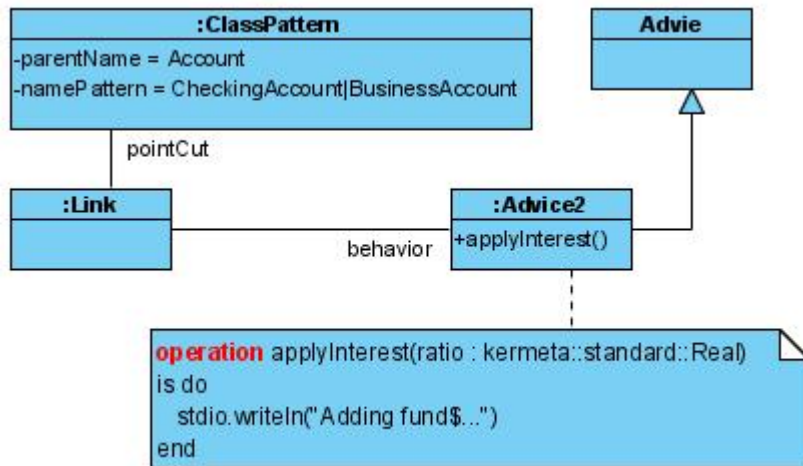 :ClassPattern
-parentName = Account
-namePattern = CheckingAccount|BusinessAccount
Advie
pointCut
:Link
behavior
:Advice2
+applyInterest()
operation applyInterest(ratio : kermeta::standard::Real)
is do
stdio.writeln("Adding fund$...")
end